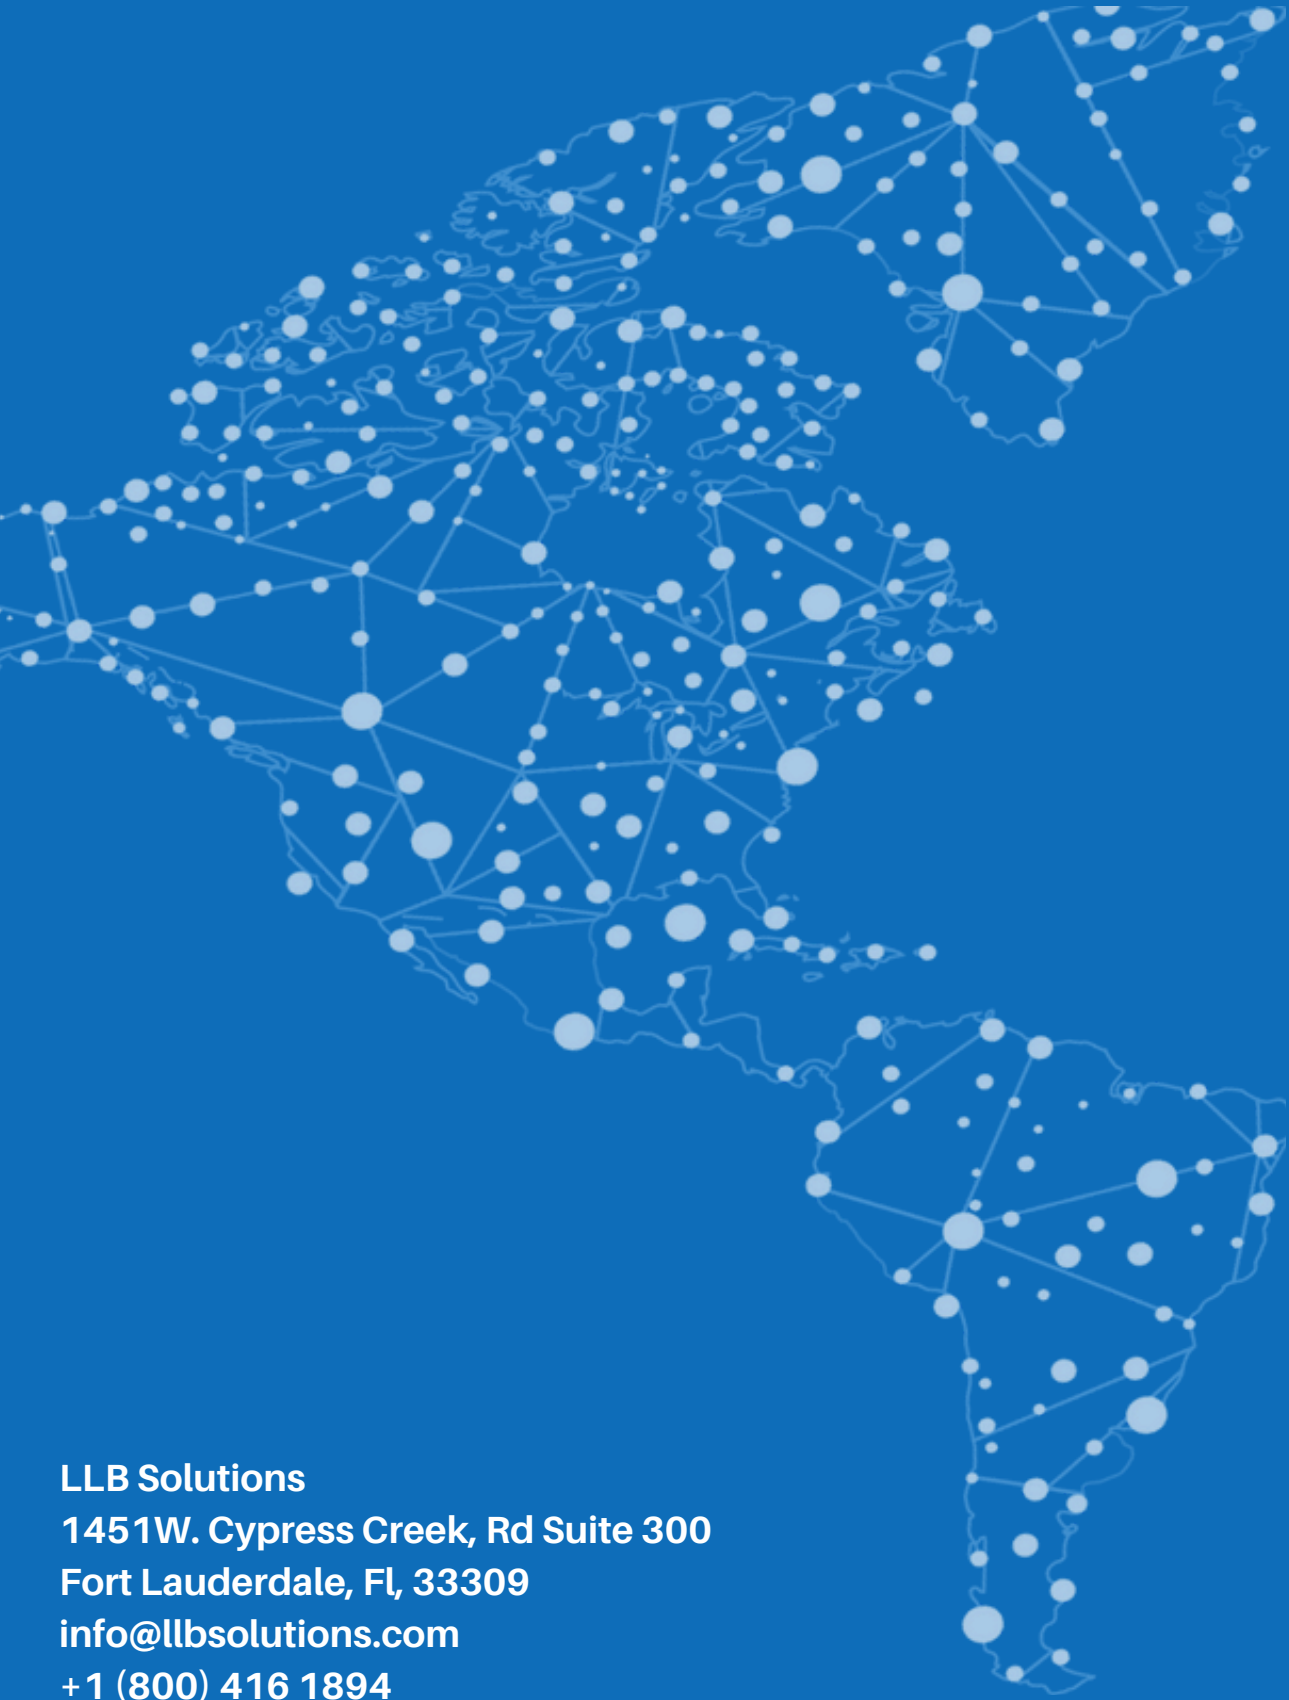 LLB Solutions
1451W. Cypress Creek, Rd Suite 300
Fort Lauderdale, Fl, 33309
info@llbsolutions.com
+1 (800) 416 1894